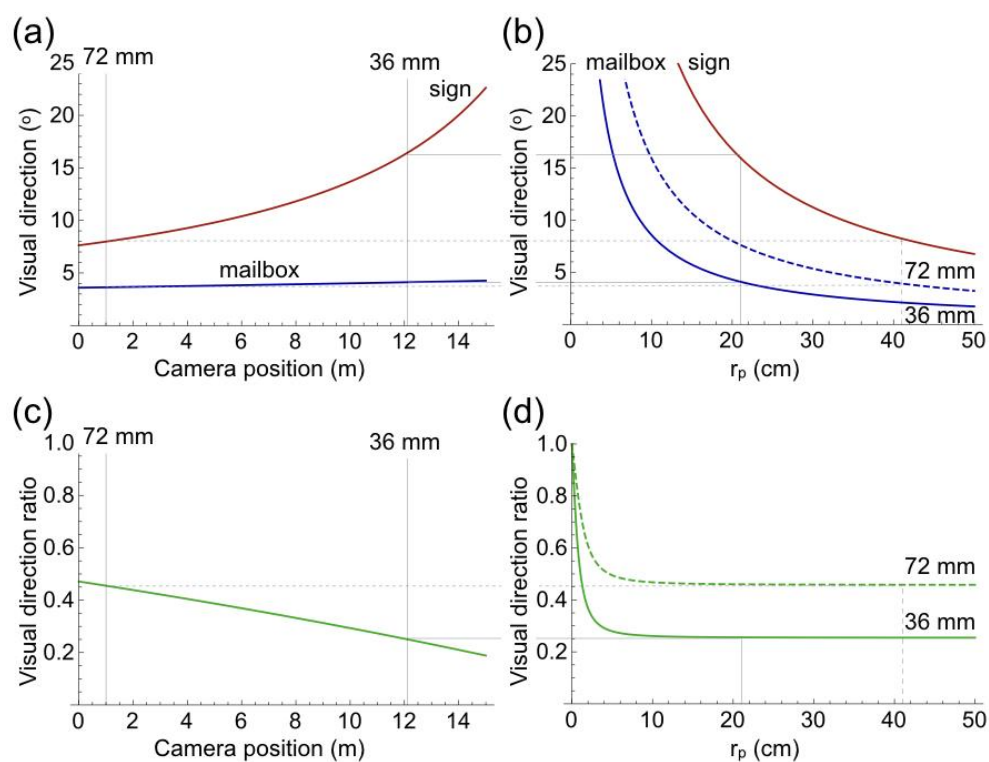 (a)
72 mm
36 mm
sign
mailbox
25
20
15
10
5
Visual direction (o)
0 2 4 6 8 10 12 14
Camera position (m)
(b)
mailbox sign
25
20
15
10
5
Visual direction (o)
72 mm
36 mm
0 10 20 30 40 50
rp (cm)
(c)
72 mm
36 mm
1.0
0.8
0.6
0.4
0.2
Visual direction ratio
0 2 4 6 8 10 12 14
Camera position (m)
(d)
1.0
0.8
0.6
0.4
0.2
Visual direction ratio
72 mm
36 mm
0 10 20 30 40 50
rp (cm)